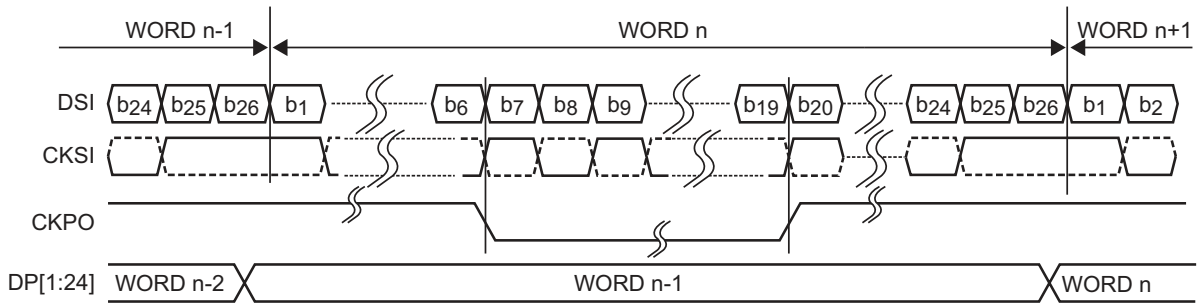 WORD n-1 WORD n WORD n+1
DSI b24 b25 b26 b1 b6 b7 b8 b9 b19 b20 b24 b25 b26 b1 b2
CKSI
CKPO
DP[1:24] WORD n-2 WORD n-1 WORD n